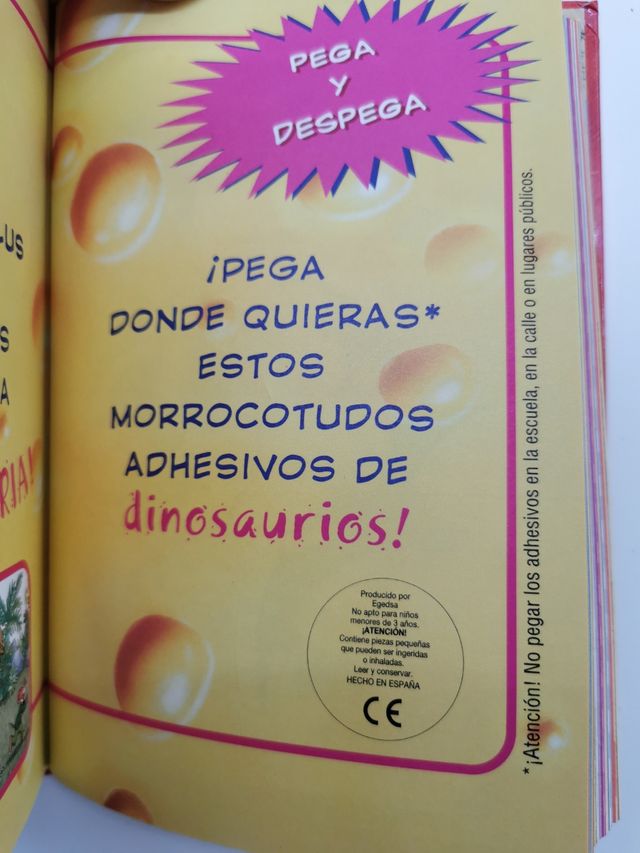 -US
S
A
RIA!
PEGA
Y
DESPEGA
¡PEGA
DONDE QUIERAS*
ESTOS
MORROCOTUDOS
ADHESIVOS DE
dinosaurios!
Producido por
Egedsa
No apto para niños
menores de 3 años.
¡ATENCIÓN!
Contiene piezas pequeñas
que pueden ser ingeridas
o inhaladas.
Leer y conservar.
HECHO EN ESPAÑA
CE
*¡Atención! No pegar los adhesivos en la escuela, en la calle o en lugares públicos.